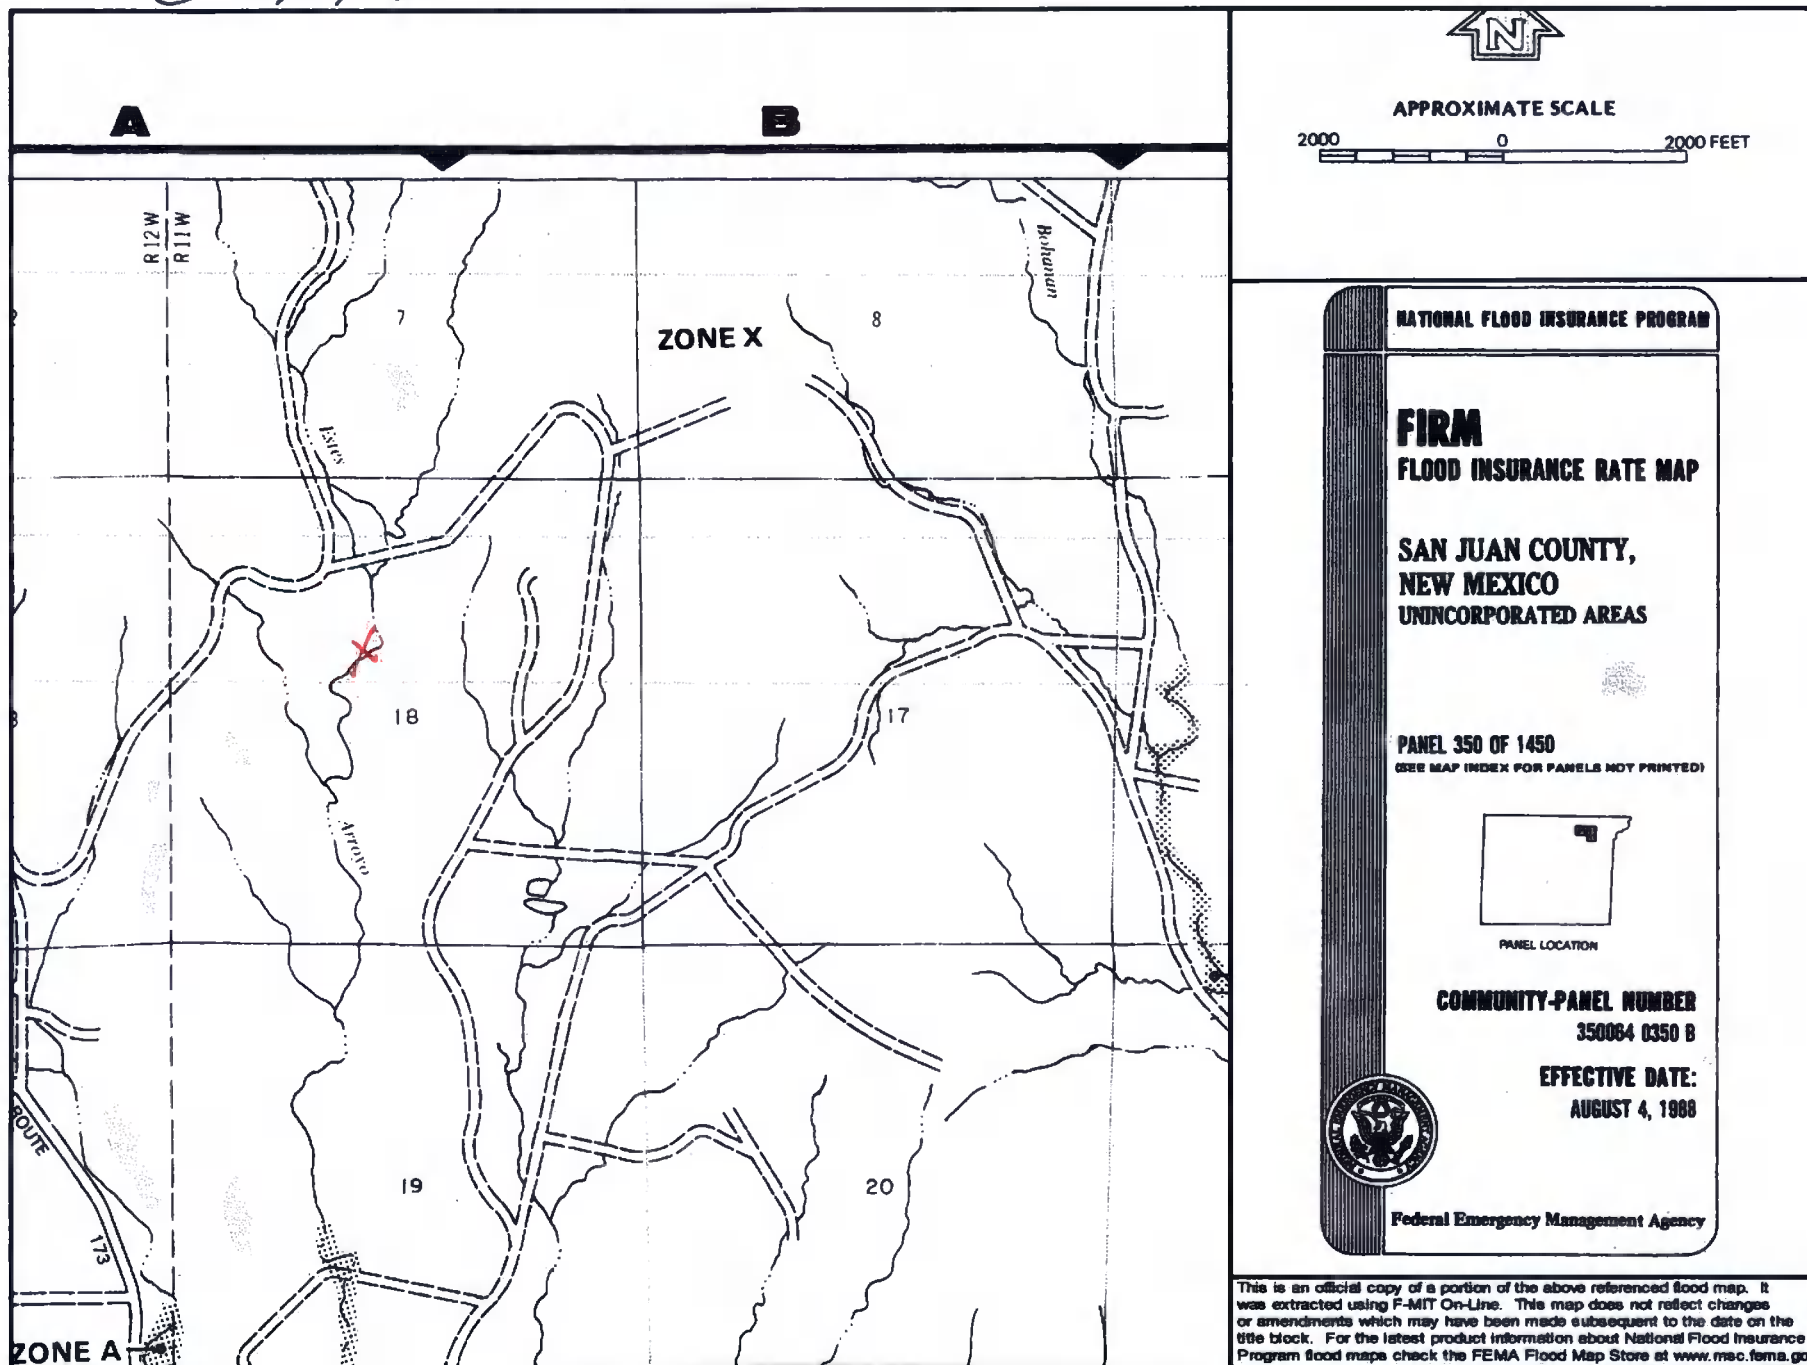 A
B
R12W
R11W
7
8
ZONE X
Bohanan
Estes
18
17
Arroyo
19
20
ROUTE
173
ZONE A
N
APPROXIMATE SCALE
2000 0 2000 FEET
NATIONAL FLOOD INSURANCE PROGRAM
FIRM
FLOOD INSURANCE RATE MAP
SAN JUAN COUNTY,
NEW MEXICO
UNINCORPORATED AREAS
PANEL 350 OF 1450
(SEE MAP INDEX FOR PANELS NOT PRINTED)
PANEL LOCATION
COMMUNITY-PANEL NUMBER
350064 0350 B
EFFECTIVE DATE:
AUGUST 4, 1988
Federal Emergency Management Agency
This is an official copy of a portion of the above referenced flood map. It
was extracted using F-MIT On-Line. This map does not reflect changes
or amendments which may have been made subsequent to the date on the
title block. For the latest product information about National Flood Insurance
Program flood maps check the FEMA Flood Map Store at www.msc.fema.go